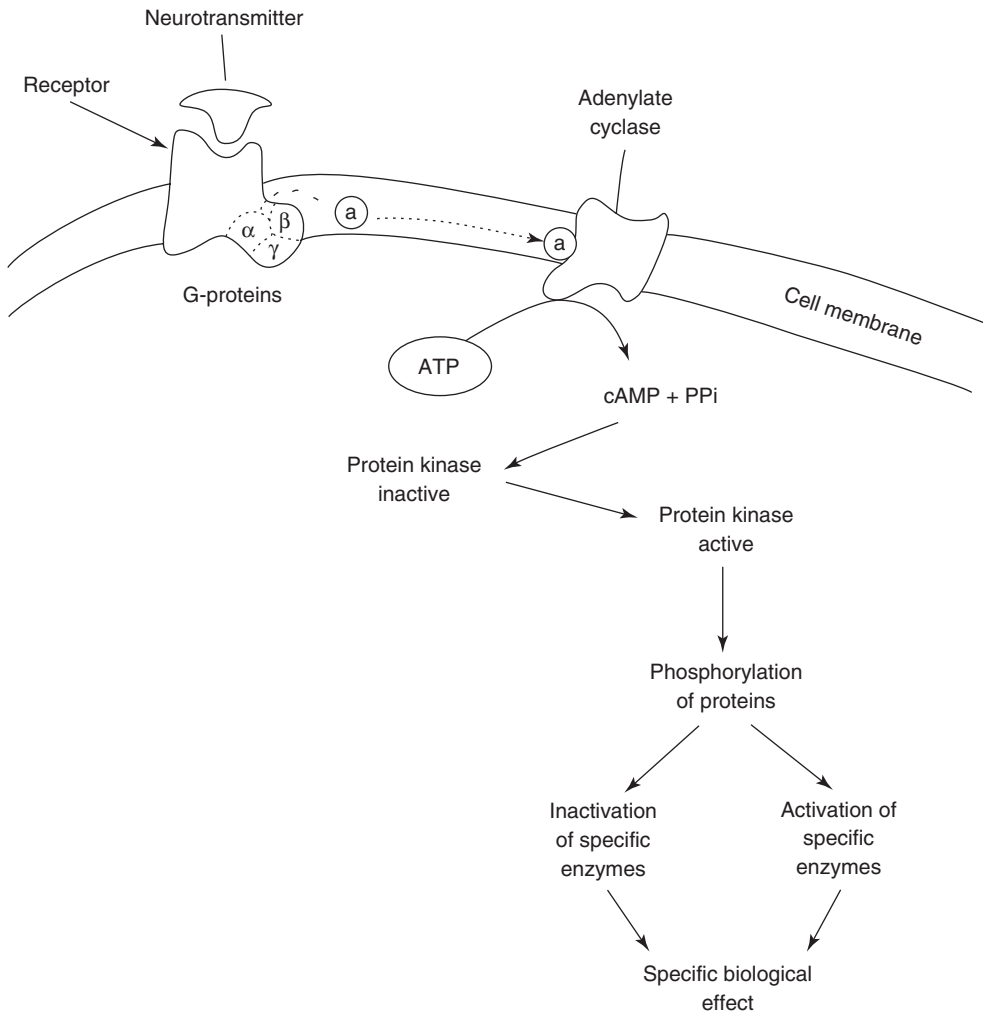 Neurotransmitter
Receptor
Adenylate
cyclase
a
a
α
β
γ
G-proteins
Cell membrane
ATP
cAMP + PPi
Protein kinase
inactive
Protein kinase
active
Phosphorylation
of proteins
Inactivation
of specific
enzymes
Activation of
specific
enzymes
Specific biological
effect